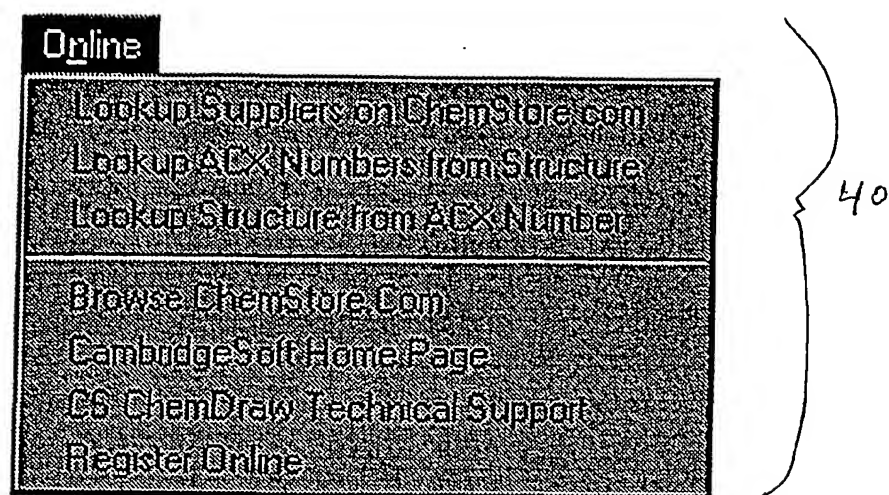 Online
Lookup Suppliers on ChemStore.com
Lookup ACX Numbers from Structure
Lookup Structure from ACX Number
40
Browse ChemStore.Com
CambridgeSoft Home Page
CS ChemDraw Technical Support
Register Online